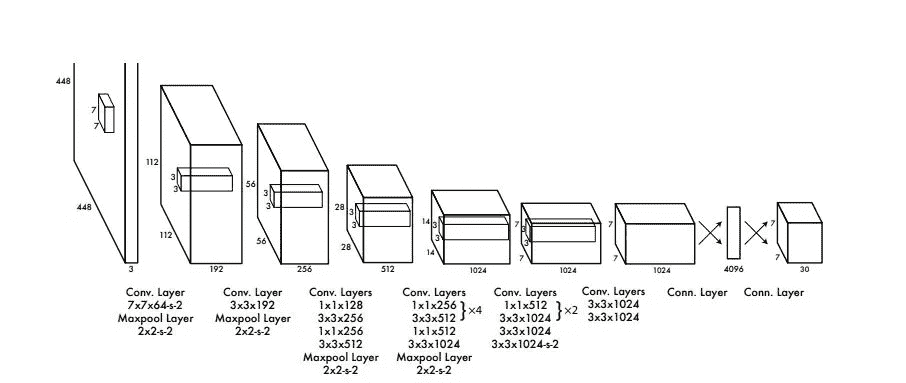 448
448
7
7
3
112
112
3
3
192
56
56
3
3
256
28
28
3
3
512
14
14
3
3
1024
7
7
3
3
1024
7
7
1024
4096
7
7
30
Conv. Layer
7x7x64-s-2
Maxpool Layer
2x2-s-2
Conv. Layer
3x3x192
Maxpool Layer
2x2-s-2
Conv. Layers
1x1x128
3x3x256
1x1x256
3x3x512
Maxpool Layer
2x2-s-2
Conv. Layers
1x1x256
3x3x512
}×4
1x1x512
3x3x1024
Maxpool Layer
2x2-s-2
Conv. Layers
1x1x512
3x3x1024
}×2
3x3x1024
3x3x1024-s-2
Conv. Layers
3x3x1024
3x3x1024
Conn. Layer
Conn. Layer